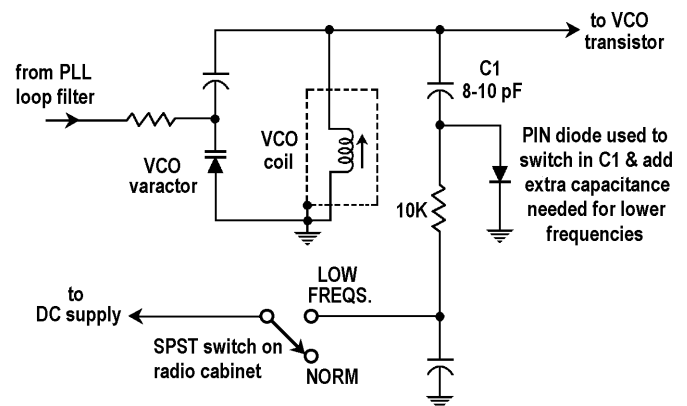 to VCO
transistor
from PLL
loop filter
C1
8-10 pF
VCO
coil
VCO
varactor
PIN diode used to
switch in C1 & add
extra capacitance
needed for lower
frequencies
10K
LOW
FREQS.
to
DC supply
SPST switch on
radio cabinet
NORM